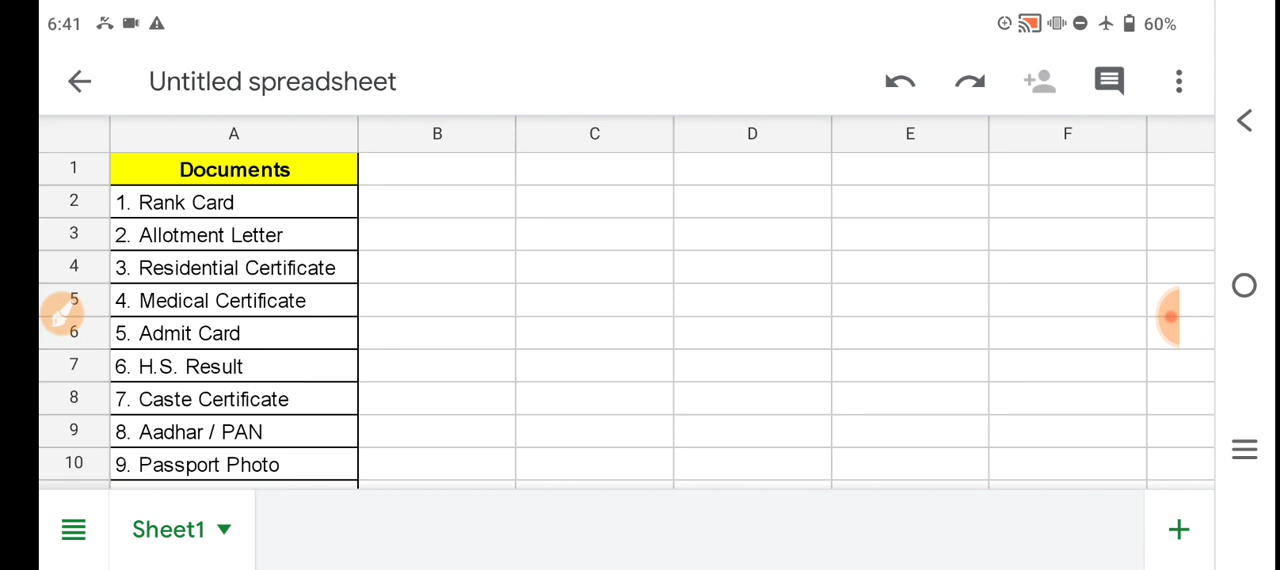 6:41 60%
Untitled spreadsheet
A B C D E F
1 Documents
2 1. Rank Card
3 2. Allotment Letter
4 3. Residential Certificate
5 4. Medical Certificate
6 5. Admit Card
7 6. H.S. Result
8 7. Caste Certificate
9 8. Aadhar / PAN
10 9. Passport Photo
Sheet1